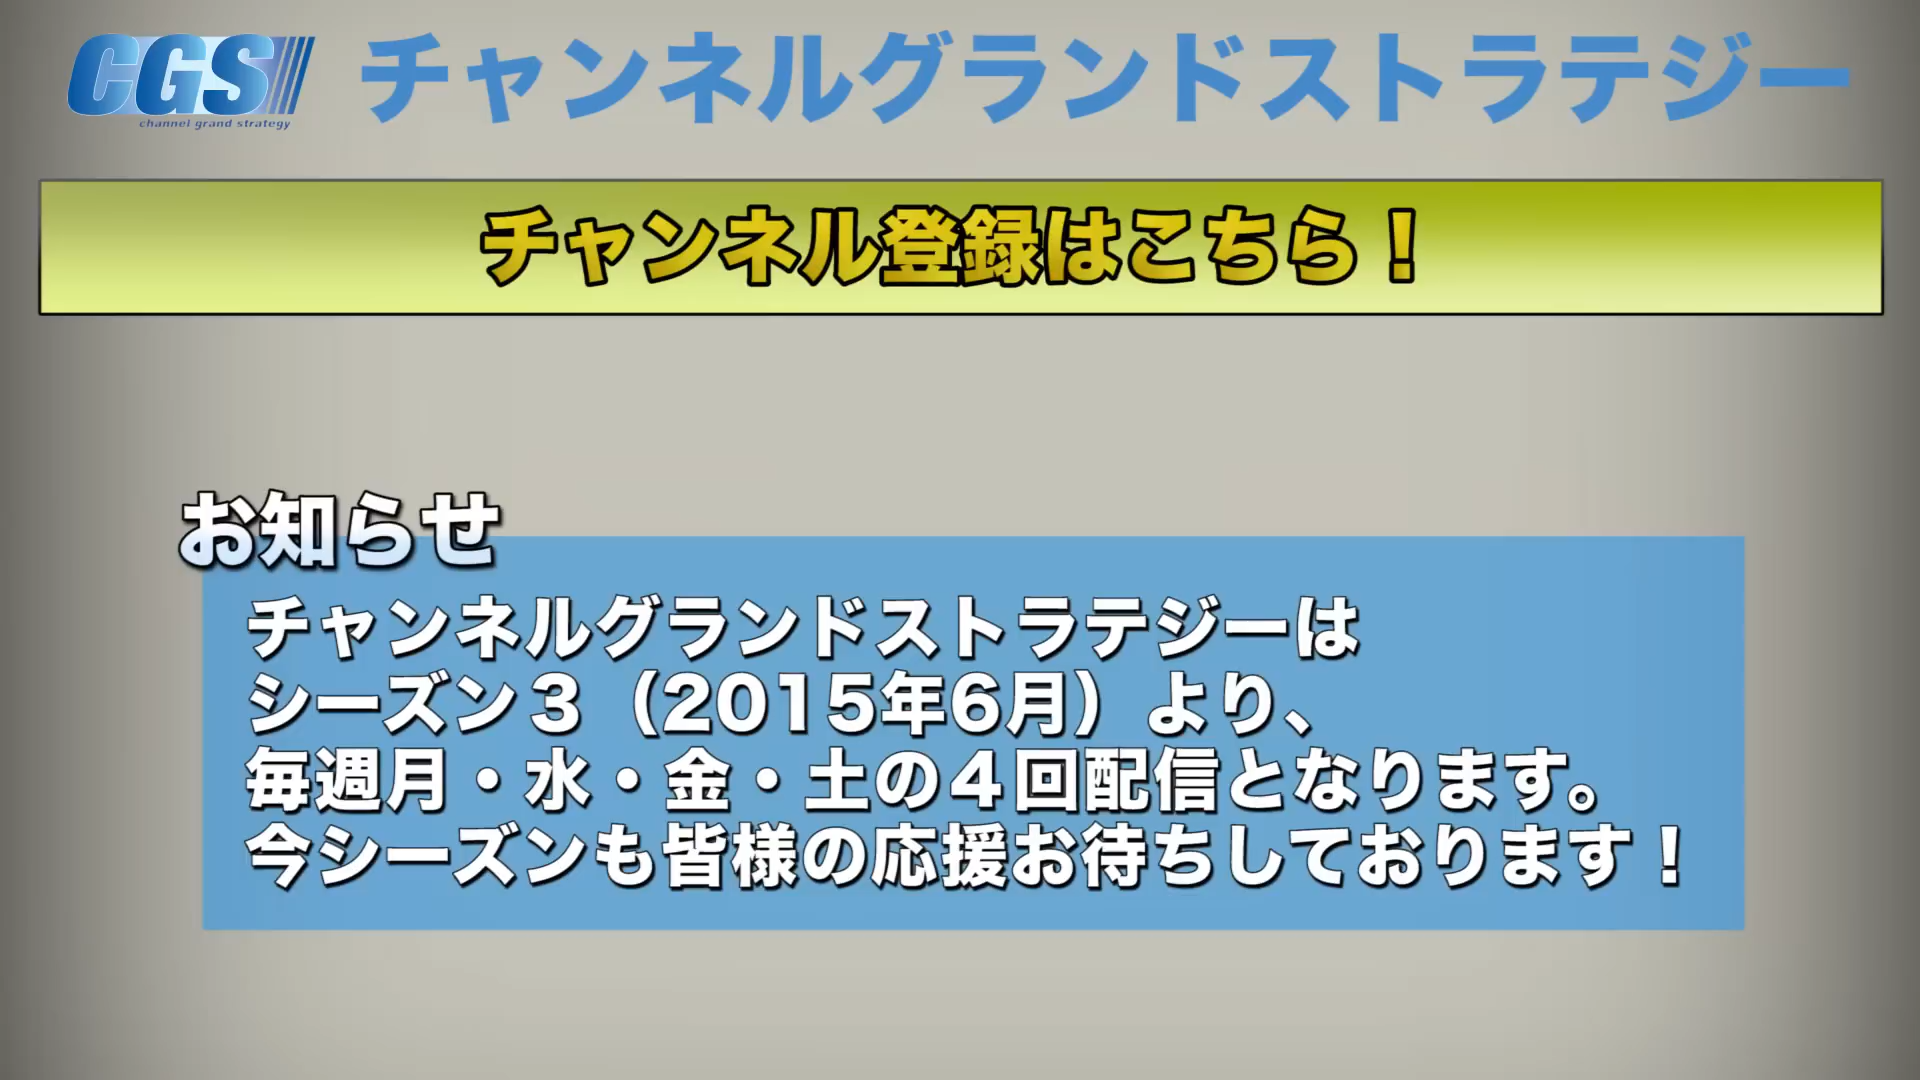 CGS
channel grand strategy
チャンネルグランドストラテジー
チャンネル登録はこちら！
お知らせ
チャンネルグランドストラテジーは
シーズン３（2015年6月）より、
毎週月・水・金・土の４回配信となります。
今シーズンも皆様の応援お待ちしております！